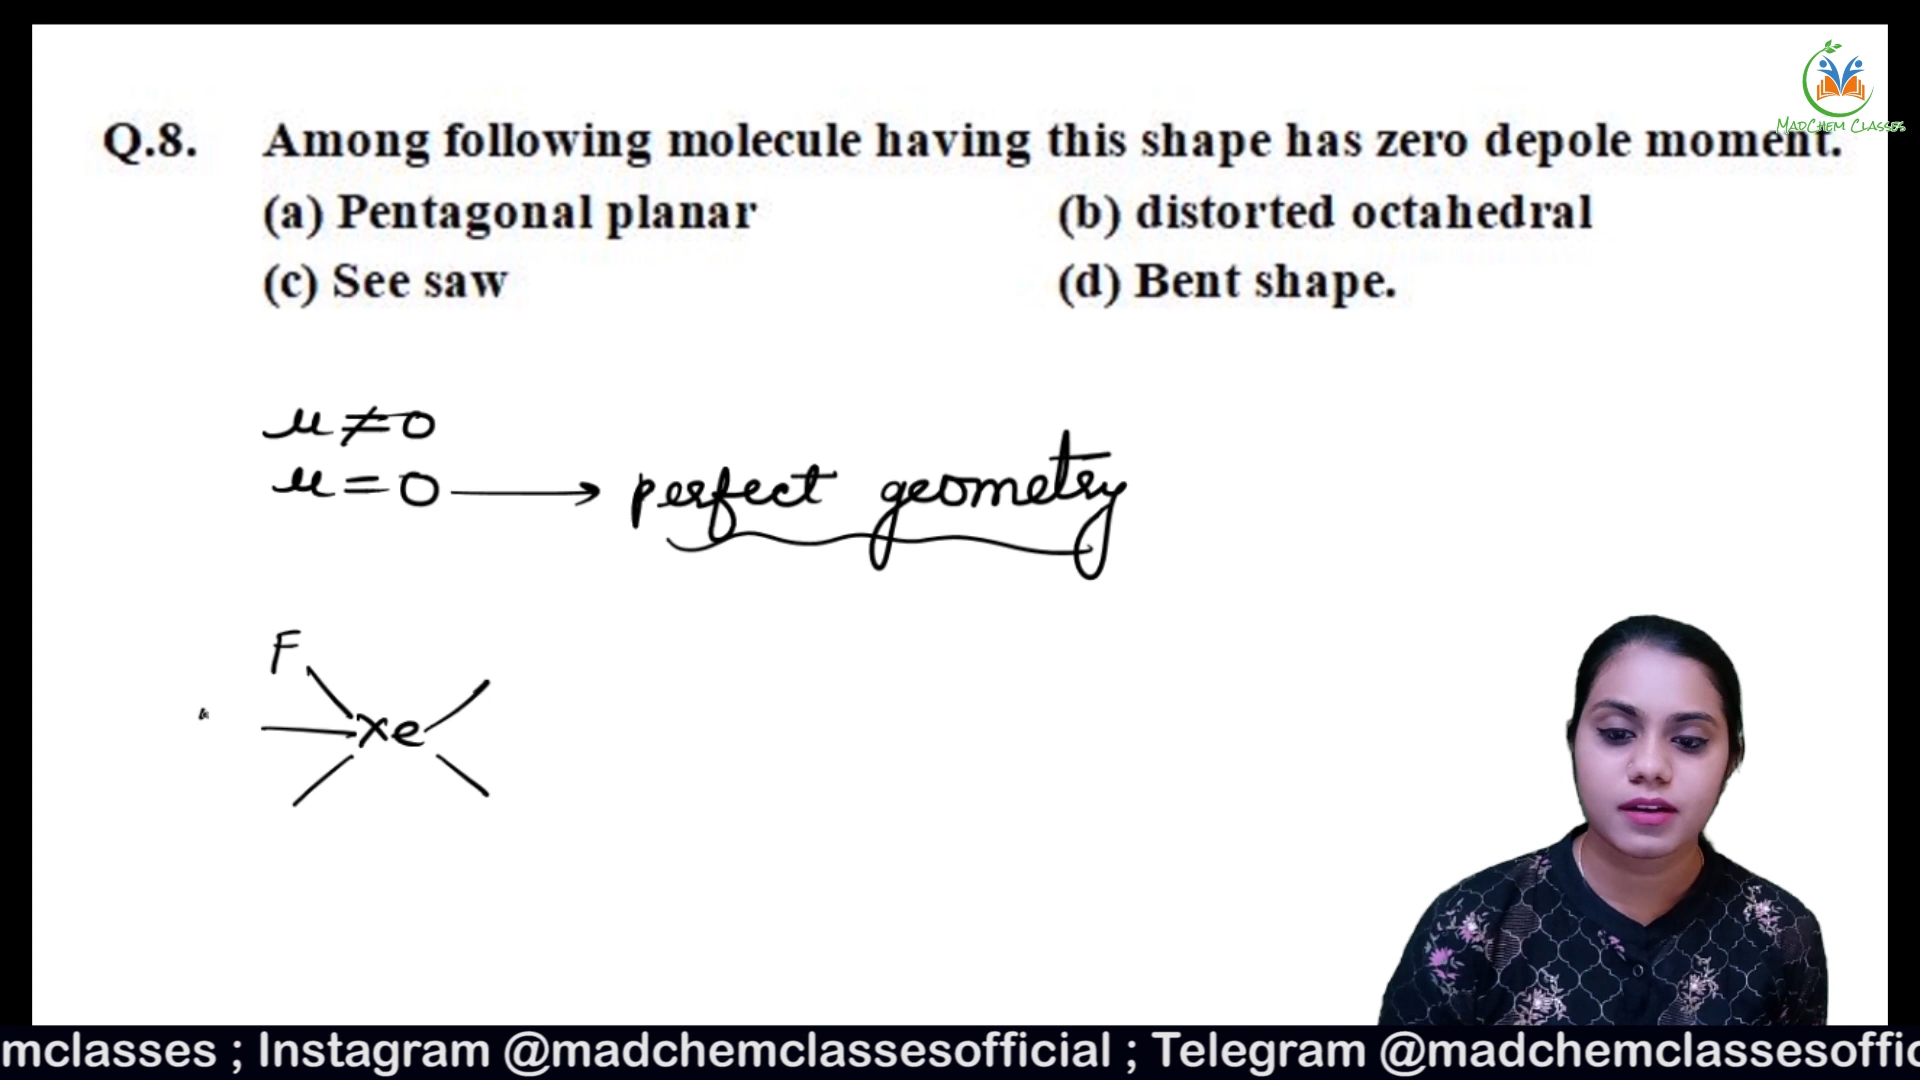 MADCHEM CLASSES
Q.8. Among following molecule having this shape has zero depole moment.
(a) Pentagonal planar (b) distorted octahedral
(c) See saw (d) Bent shape.
μ ≠ 0
μ = 0 → perfect geometry
F
Xe
mclasses ; Instagram @madchemclassesofficial ; Telegram @madchemclassesoffic